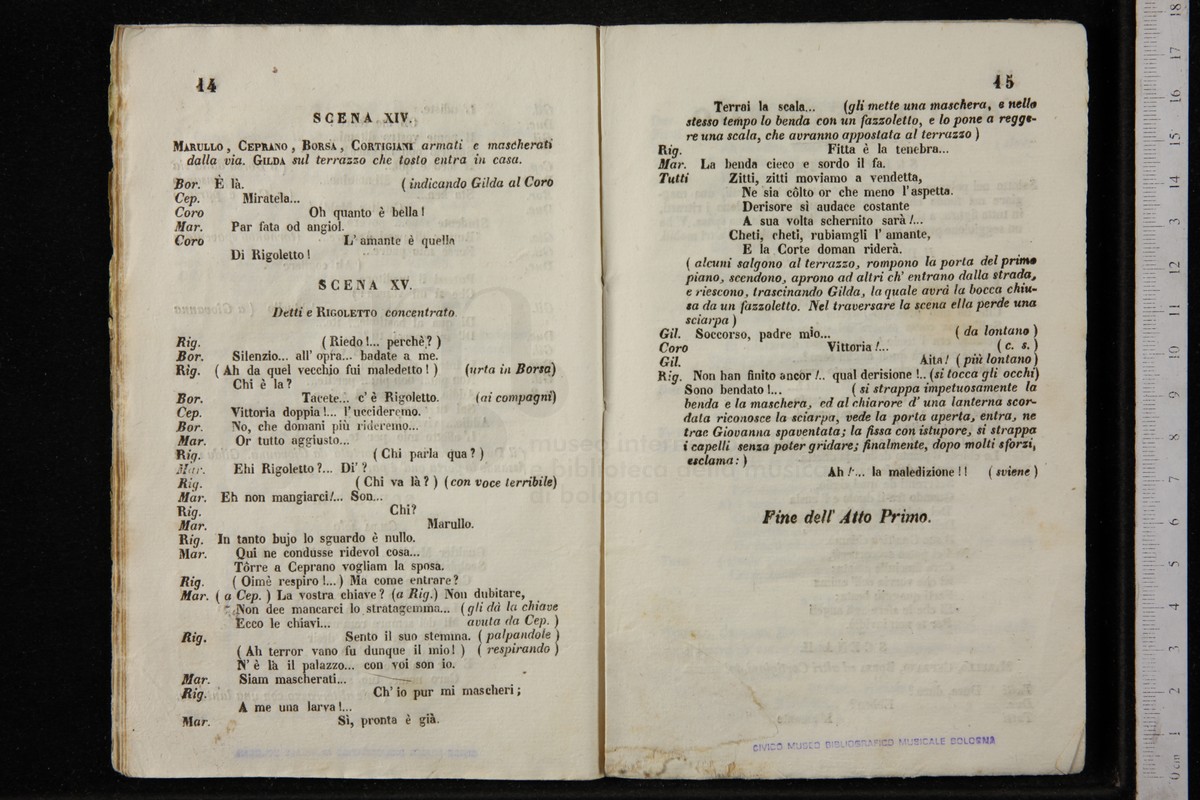 14
SCENA XIV.
MARULLO, CEPRANO, BORSA, CORTIGIANI armati e mascherati
dalla via. GILDA sul terrazzo che tosto entra in casa.
Bor. È là. (indicando Gilda al Coro
Cep. Miratela...
Coro Oh quanto è bella!
Mar. Par fata od angiol.
Coro L' amante è quella
Di Rigoletto!
SCENA XV.
Detti e RIGOLETTO concentrato
Rig. (Riedo!... perchè?)
Bor. Silenzio... all' opra... badate a me.
Rig. (Ah da quel vecchio fui maledetto!) (urta in Borsa)
Chi è la?
Bor. Tacete... c' è Rigoletto. (ai compagni)
Cep. Vittoria doppia!... l' uccideremo.
Bor. No, che domani più rideremo...
Mar. Or tutto aggiusto...
Rig. (Chi parla qua?)
Mar. Ehi Rigoletto?... Di'?
Rig. (Chi va là?) (con voce terribile)
Mar. Eh non mangiarci!... Son...
Rig. Chi?
Mar. Marullo.
Rig. In tanto bujo lo sguardo è nullo.
Mar. Qui ne condusse ridevol cosa...
Tôrre a Ceprano vogliam la sposa.
Rig. (Oimè respiro!...) Ma come entrare?
Mar. (a Cep.) La vostra chiave? (a Rig.) Non dubitare,
Non dee mancarci lo stratagemma... (gli dà la chiave
Ecco le chiavi... avuta da Cep.)
Rig. Sento il suo stemma. (palpandole)
(Ah terror vano fu dunque il mio!) (respirando)
N' è là il palazzo... con voi son io.
Mar. Siam mascherati...
Rig. Ch' io pur mi mascheri;
A me una larva!...
Mar. Sì, pronta è già.
15
Terrai la scala... (gli mette una maschera, e nello
stesso tempo lo benda con un fazzoletto, e lo pone a regge-
re una scala, che avranno appostata al terrazzo)
Rig. Fitta è la tenebra...
Mar. La benda cieco e sordo il fa.
Tutti Zitti, zitti moviamo a vendetta,
Ne sia côlto or che meno l' aspetta.
Derisore sì audace costante
A sua volta schernito sarà!...
Cheti, cheti, rubiamgli l' amante,
E la Corte doman riderà.
(alcuni salgono al terrazzo, rompono la porta del primo
piano, scendono, aprono ad altri ch' entrano dalla strada,
e riescono, trascinando Gilda, la quale avrà la bocca chiu-
sa da un fazzoletto. Nel traversare la scena ella perde una
sciarpa)
Gil. Soccorso, padre mio... (da lontano)
Coro Vittoria!... (c. s.)
Gil. Aita! (più lontano)
Rig. Non han finito ancor!.. qual derisione!.. (si tocca gli occhi)
Sono bendato!... (si strappa impetuosamente la
benda e la maschera, ed al chiarore d' una lanterna scor-
data riconosce la sciarpa, vede la porta aperta, entra, ne
trae Giovanna spaventata; la fissa con istupore, si strappa
i capelli senza poter gridare; finalmente, dopo molti sforzi,
esclama:)
Ah!... la maledizione!! (sviene)
Fine dell' Atto Primo.
CIVICO MUSEO BIBLIOGRAFICO MUSICALE BOLOGNA